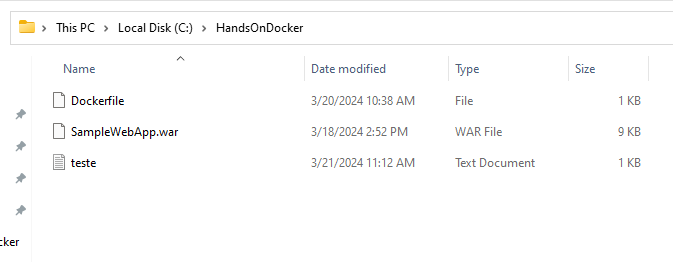 This PC > Local Disk (C:) > HandsOnDocker
Name Date modified Type Size
Dockerfile 3/20/2024 10:38 AM File 1 KB
SampleWebApp.war 3/18/2024 2:52 PM WAR File 9 KB
teste 3/21/2024 11:12 AM Text Document 1 KB
cker